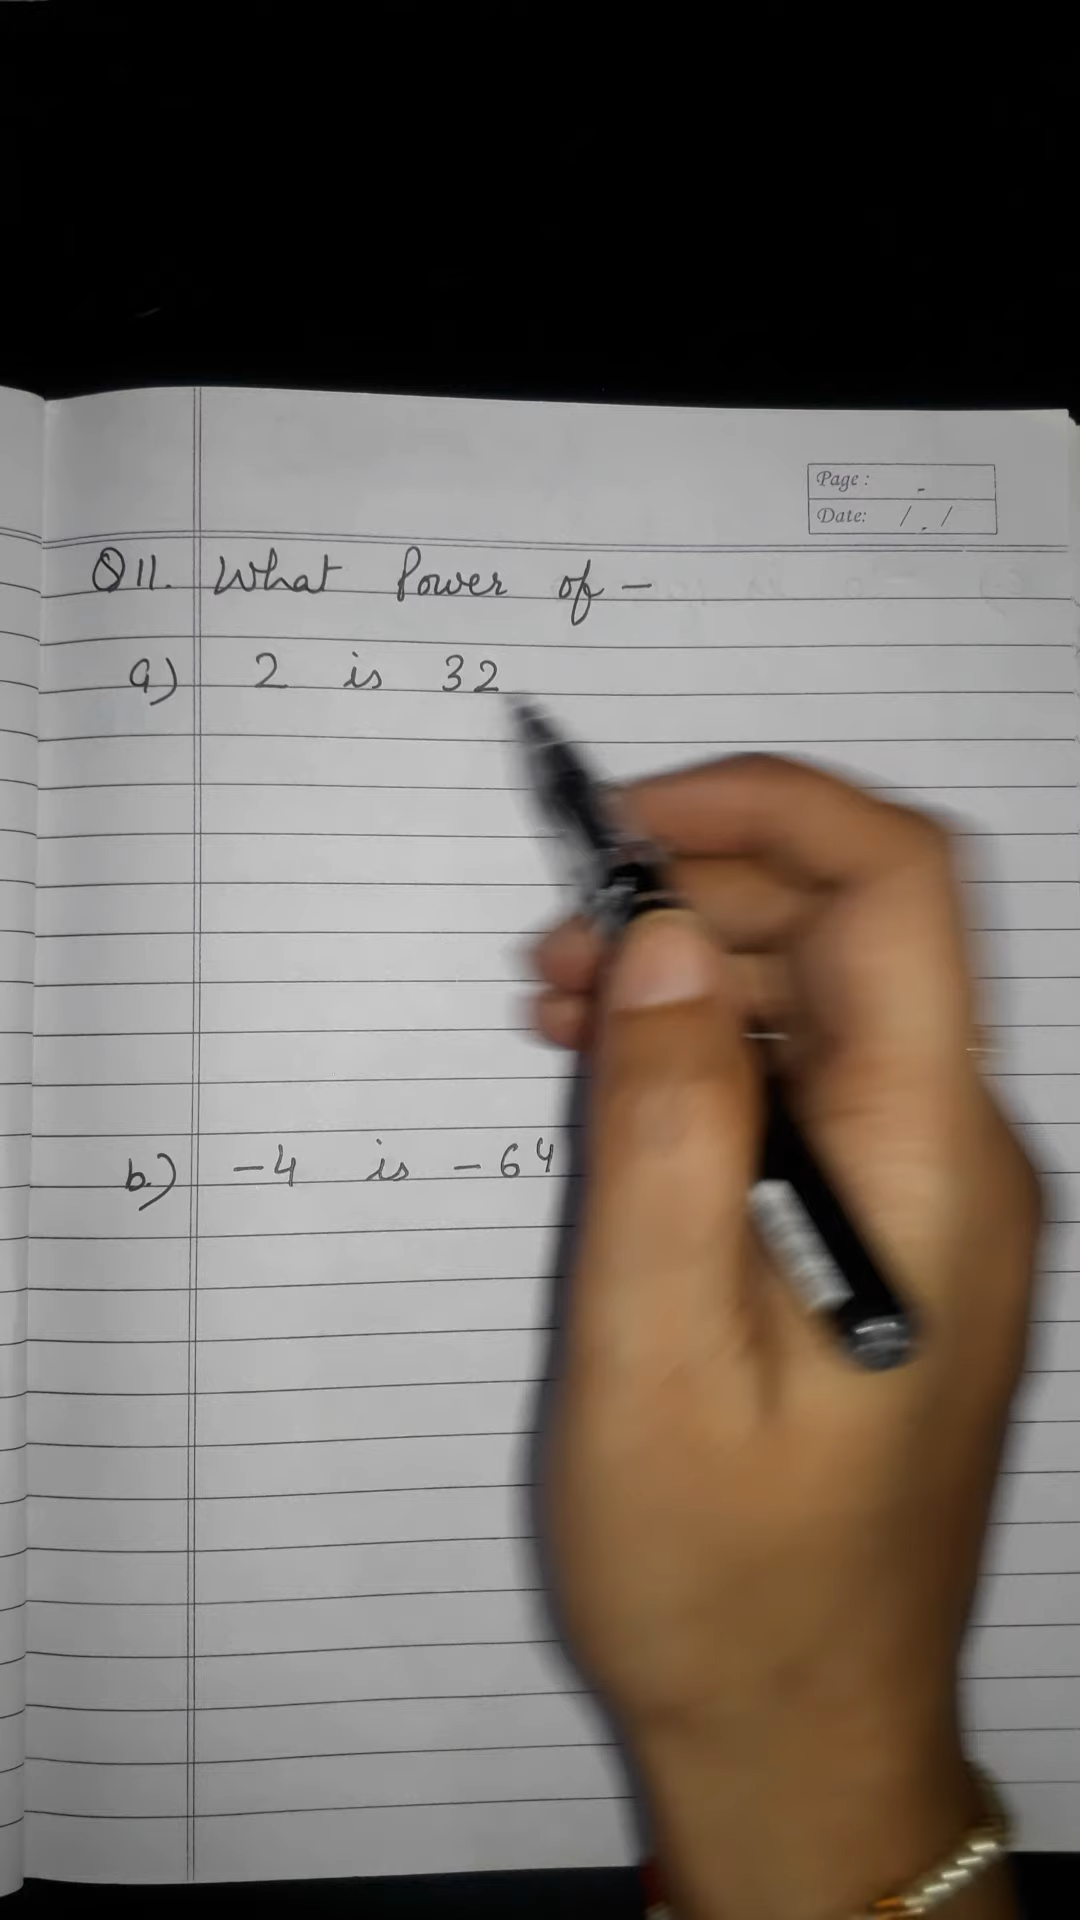 Page : -
Date: / . /
Q11. What Power of -
a) 2 is 32
b.) -4 is -64